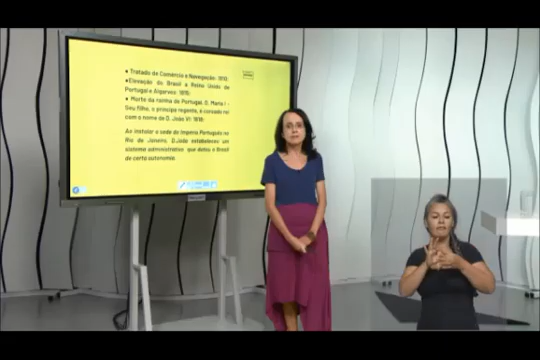 • Tratado de Comércio e Navegação: 1810;
•Elevação do Brasil a Reino Unido de
Portugal e Algarves: 1815;
• Morte da rainha de Portugal, D. Maria I -
Seu filho, o príncipe regente, é coroado rei
com o nome de D. João VI: 1818;
Ao instalar a sede do Império Português no
Rio de Janeiro, D.João estabeleceu um
sistema administrativo que dotou o Brasil
de certa autonomia.